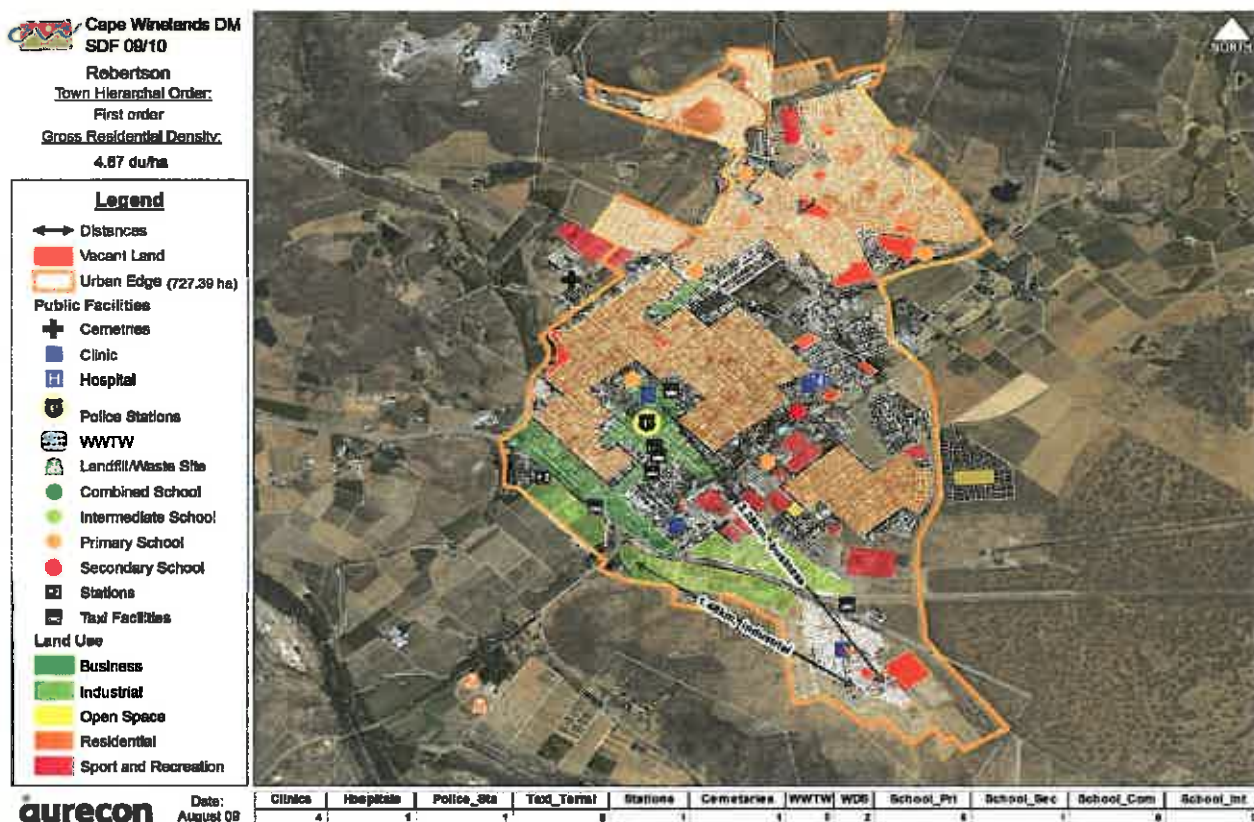 Cape Winelands DM
SDF 09/10
Robertson
Town Hierarchal Order:
First order
Gross Residential Density:
4.67 du/ha
Legend
Distances
Vacant Land
Urban Edge (727.39 ha)
Public Facilities
Cemetries
Clinic
Hospital
Police Stations
WWTW
Landfill/Waste Site
Combined School
Intermediate School
Primary School
Secondary School
Stations
Taxi Facilities
Land Use
Business
Industrial
Open Space
Residential
Sport and Recreation
NORTH
aurecon
Date:
August 09
Clinics Hospitals Police_Sta Taxi_Termi Stations Cemetaries WWTW WDS School_Pri School_Sec School_Com School_Int
4 1 1